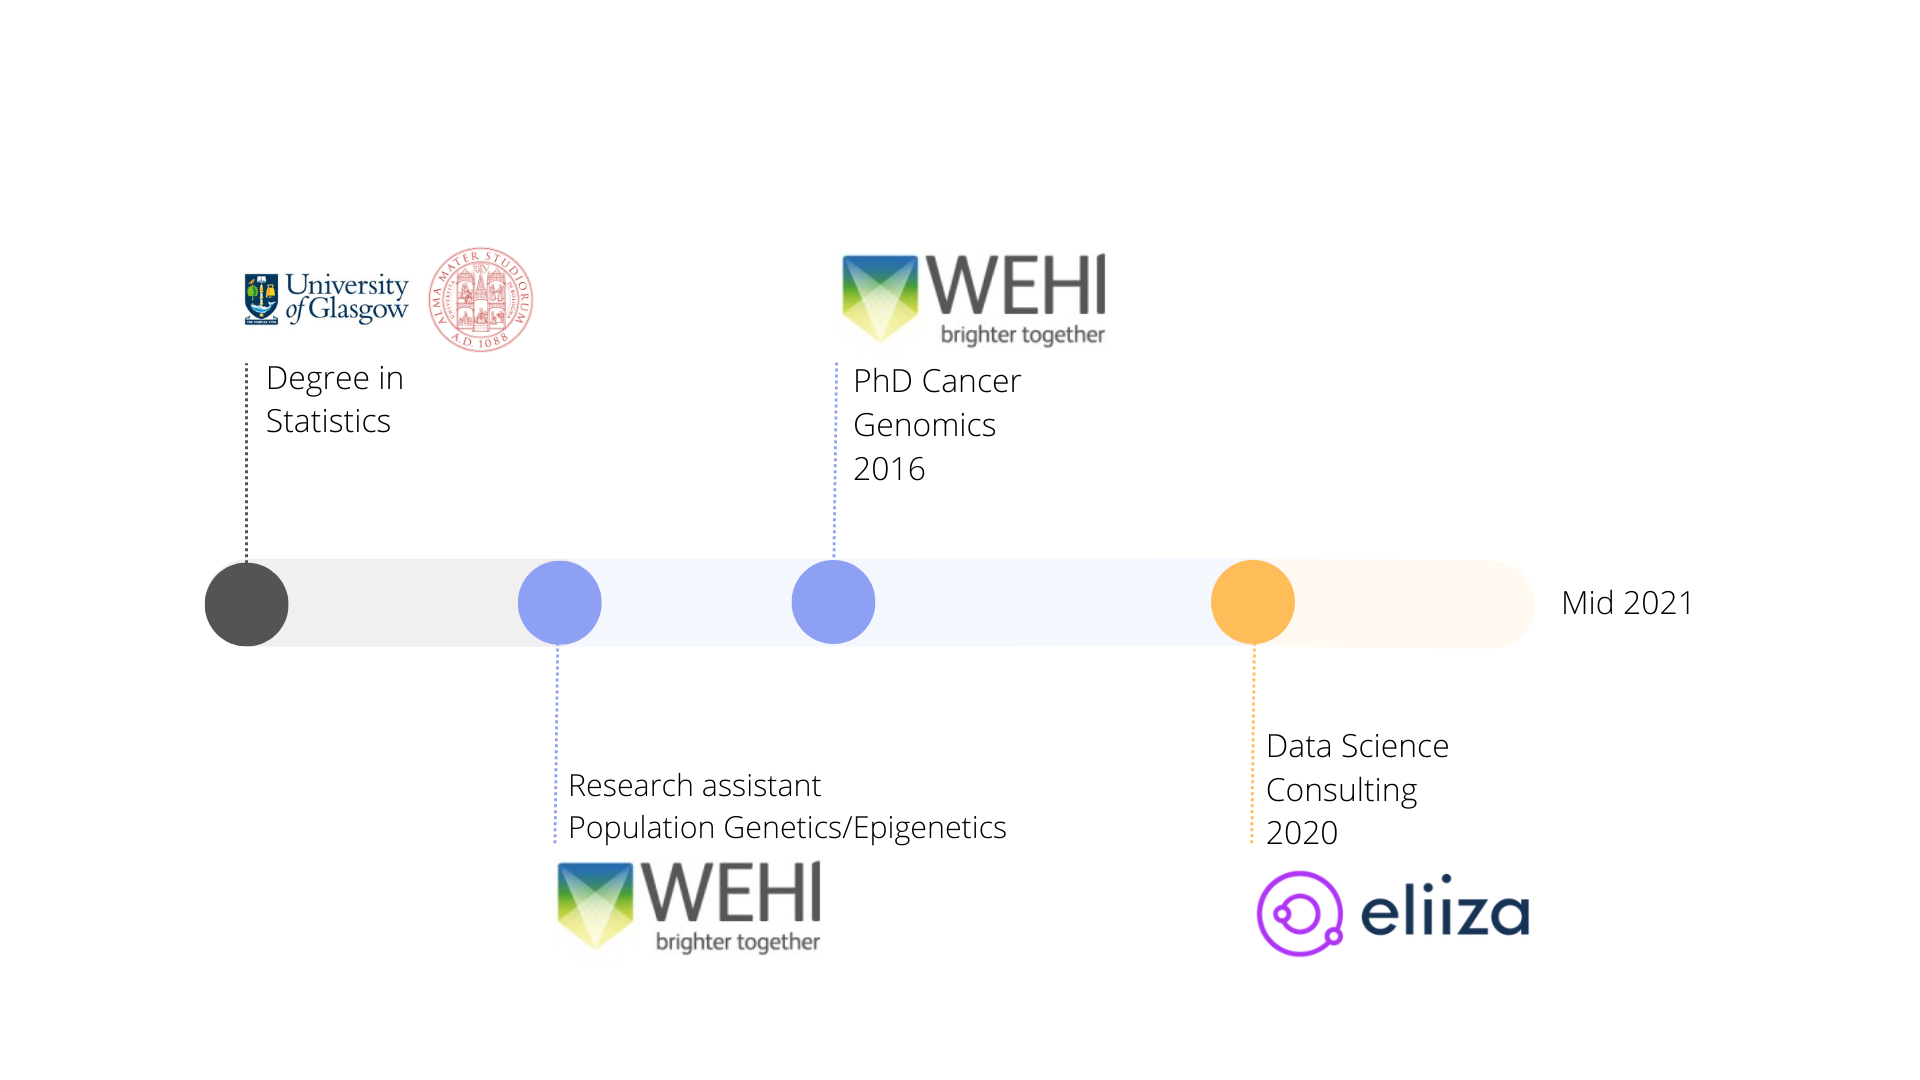 University
of Glasgow
ALMA MATER STUDIORUM
A.D. 1088
Degree in
Statistics
WEHI
brighter together
PhD Cancer
Genomics
2016
Mid 2021
Research assistant
Population Genetics/Epigenetics
WEHI
brighter together
Data Science
Consulting
2020
eliiza